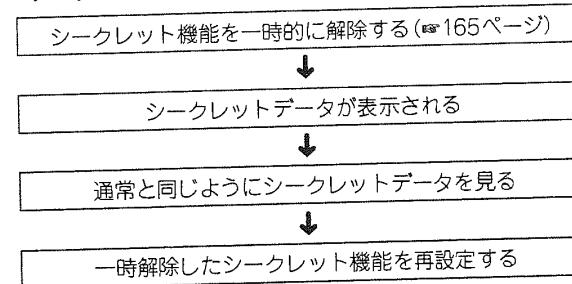 シークレット機能を一時的に解除する(☞165ページ)
↓
シークレットデータが表示される
↓
通常と同じようにシークレットデータを見る
↓
一時解除したシークレット機能を再設定する